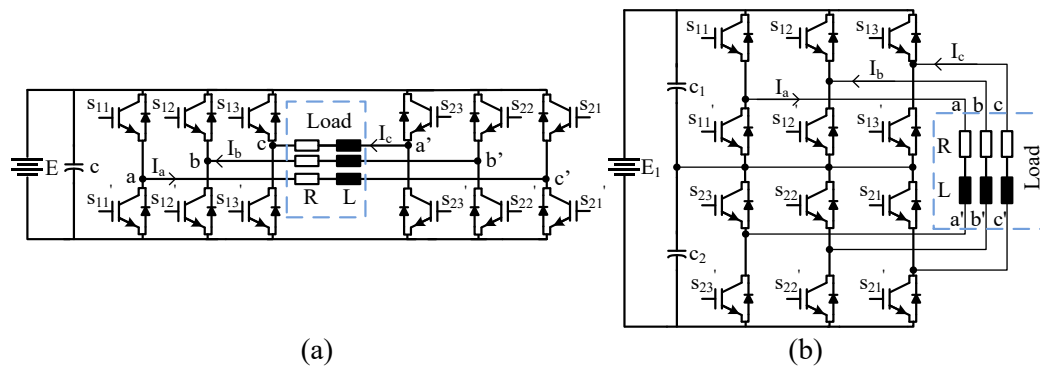 s11 s12 s13 s23 s22 s21
Load
E c
c Ic a'
b Ib b'
a Ia c'
R L
s11' s12' s13' s23' s22' s21'
(a)
s11 s12 s13
Ic
c1
Ib
Ia a b c
s11' s12' s13'
R
E1
Load
s23 s22 s21
L
a' b' c'
c2
s23' s22' s21'
(b)